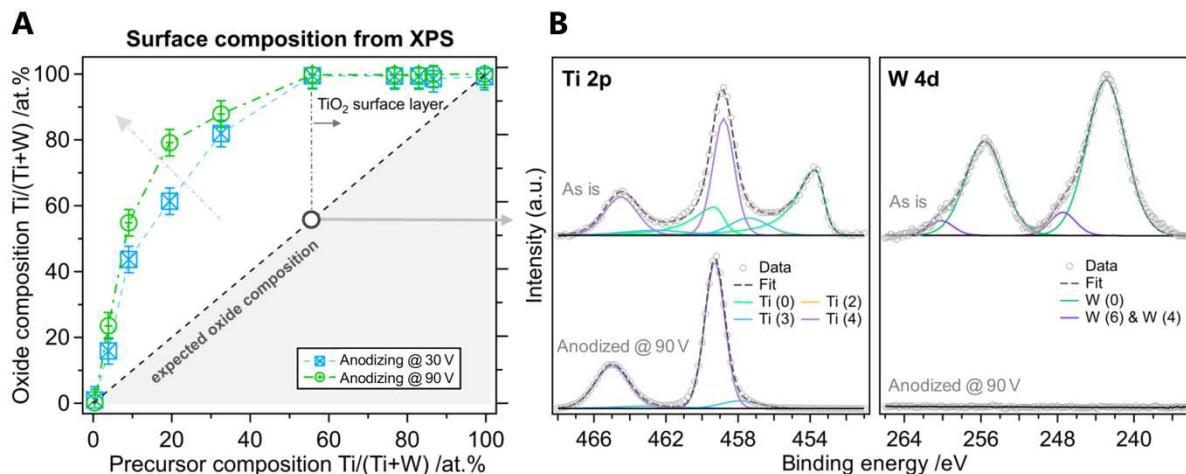 A
Surface composition from XPS
Oxide composition Ti/(Ti+W) /at.%
100
80
60
40
20
0
TiO2 surface layer
expected oxide composition
Anodizing @ 30 V
Anodizing @ 90 V
0 20 40 60 80 100
Precursor composition Ti/(Ti+W) /at.%
B
Intensity (a.u.)
Ti 2p
As is
Data
Fit
Ti (0) Ti (2)
Ti (3) Ti (4)
Anodized @ 90 V
466 462 458 454
W 4d
As is
Data
Fit
W (0)
W (6) & W (4)
Anodized @ 90 V
264 256 248 240
Binding energy /eV